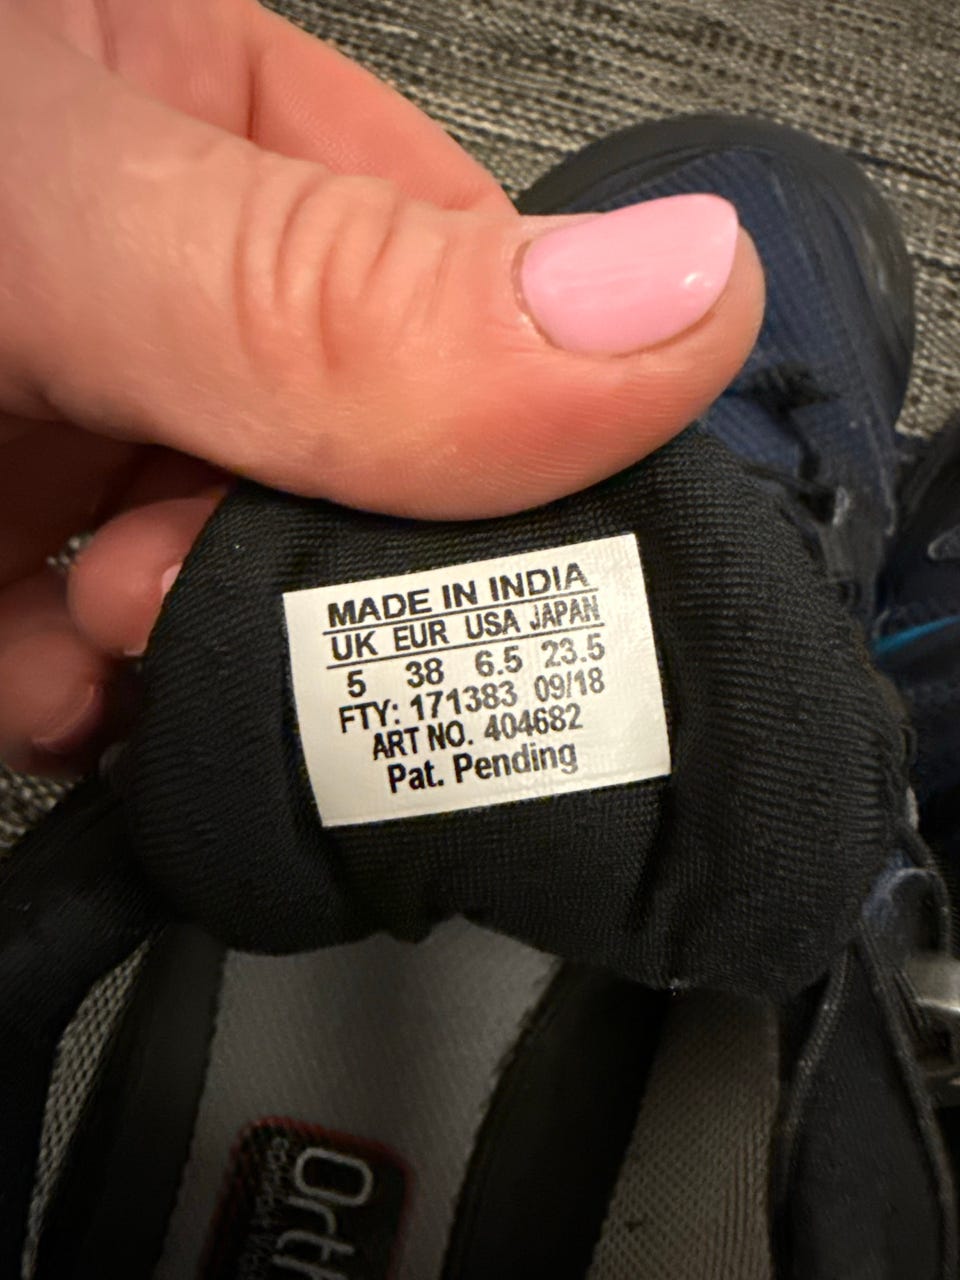 MADE IN INDIA
UK EUR USA JAPAN
5 38 6.5 23.5
FTY: 171383 09/18
ART NO. 404682
Pat. Pending
Ort